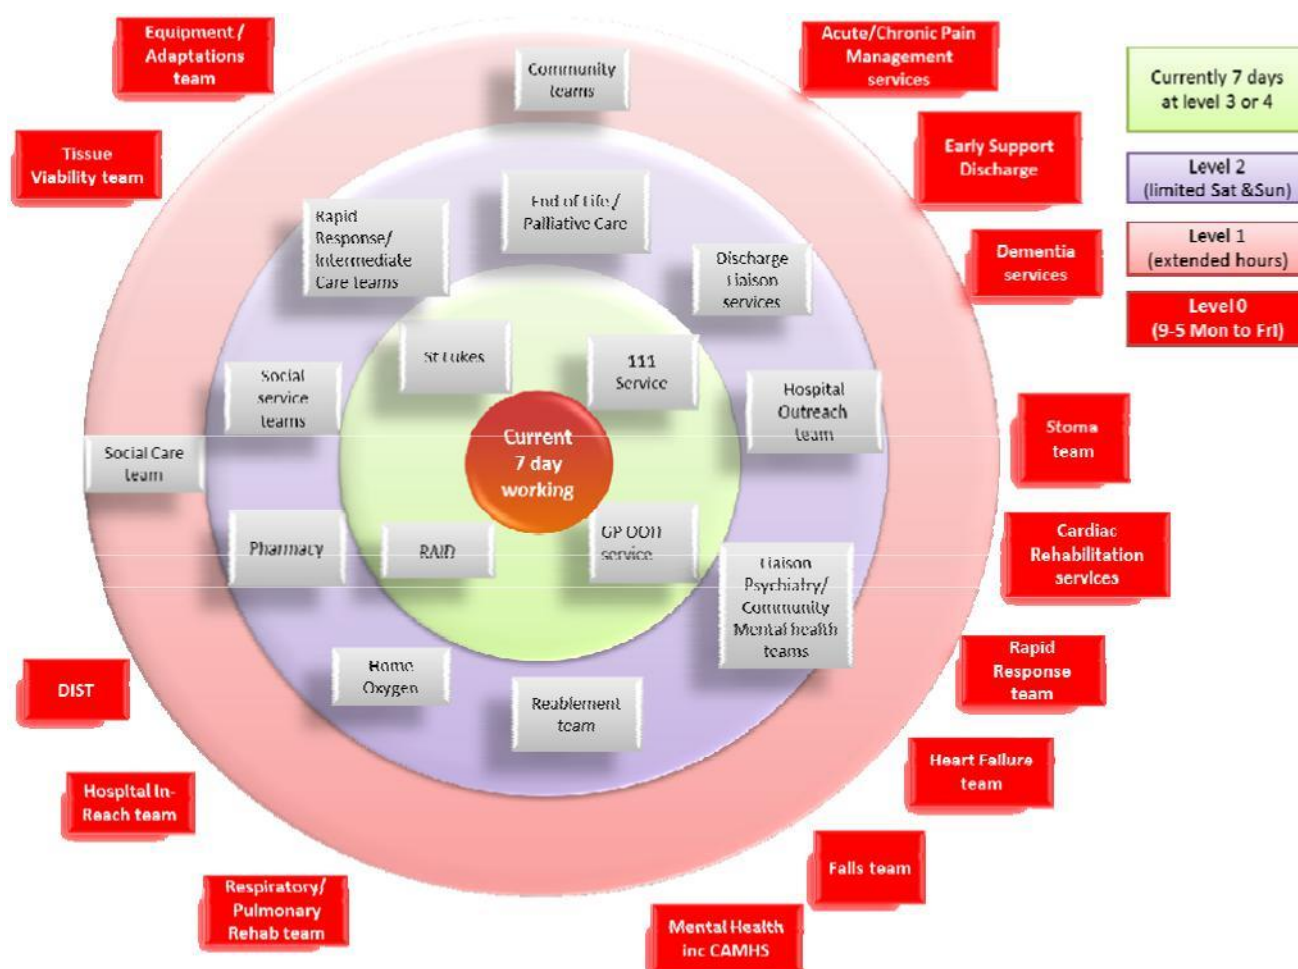 Equipment /
Adaptations
team
Community
teams
Acute/Chronic Pain
Management
services
Currently 7 days
at level 3 or 4
Tissue
Viability team
Early Support
Discharge
Level 2
(limited Sat &Sun)
Rapid
Response/
Intermediate
Care teams
End of Life /
Palliative Care
Discharge
Liaison
services
Dementia
services
Level 1
(extended hours)
Level 0
(9-5 Mon to Fri)
St Lukes
111
Service
Social
service
teams
Hospital
Outreach
team
Stoma
team
Social Care
team
Current
7 day
working
Pharmacy
RAID
GP OOH
service
Cardiac
Rehabilitation
services
Liaison
Psychiatry/
Community
Mental health
teams
Home
Oxygen
Reablement
team
Rapid
Response
team
DIST
Heart Failure
team
Hospital In-
Reach team
Falls team
Respiratory/
Pulmonary
Rehab team
Mental Health
inc CAMHS